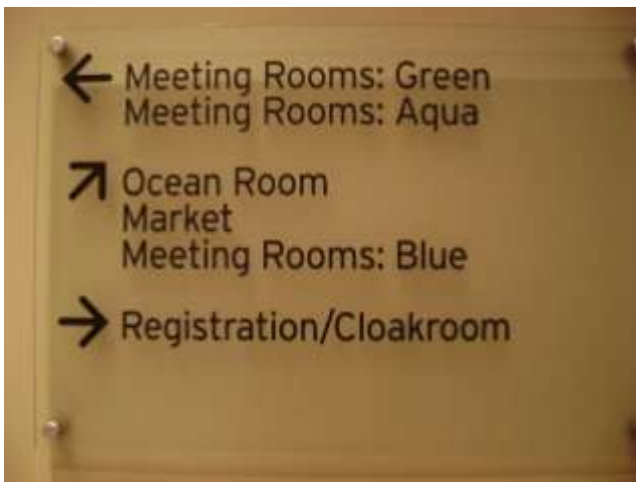 ← Meeting Rooms: Green
Meeting Rooms: Aqua
↗ Ocean Room
Market
Meeting Rooms: Blue
→ Registration/Cloakroom